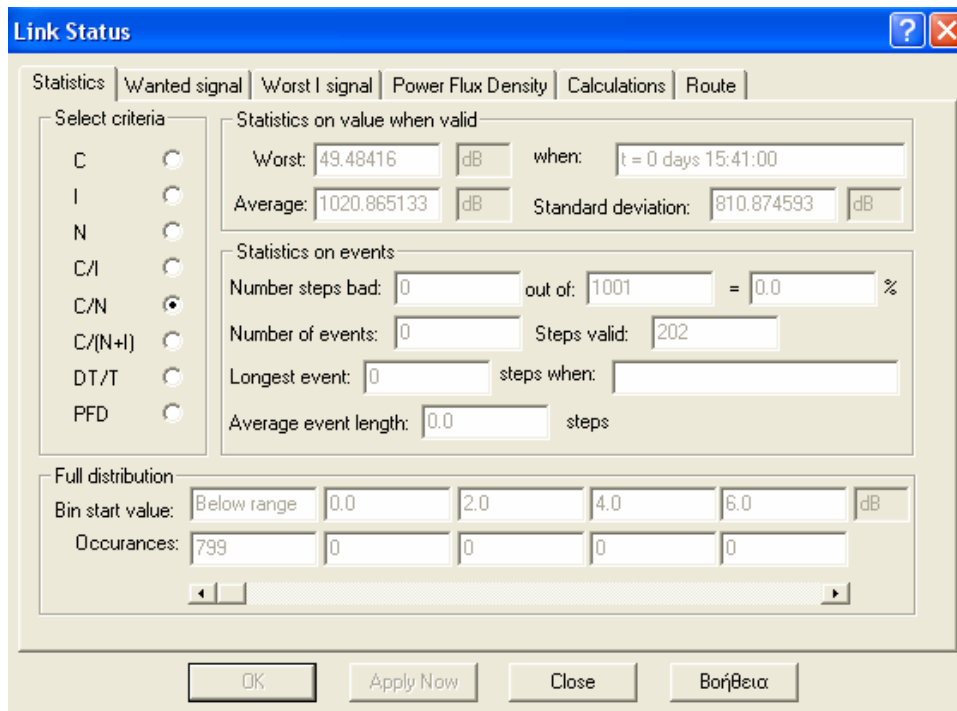 Link Status
Statistics Wanted signal Worst I signal Power Flux Density Calculations Route
Select criteria
C
I
N
C/I
C/N
C/(N+I)
DT/T
PFD
Statistics on value when valid
Worst: 49.48416 dB when: t = 0 days 15:41:00
Average: 1020.865133 dB Standard deviation: 810.874593 dB
Statistics on events
Number steps bad: 0 out of: 1001 = 0.0 %
Number of events: 0 Steps valid: 202
Longest event: 0 steps when:
Average event length: 0.0 steps
Full distribution
Bin start value: Below range 0.0 2.0 4.0 6.0 dB
Occurances: 799 0 0 0 0
OK Apply Now Close Βοήθεια